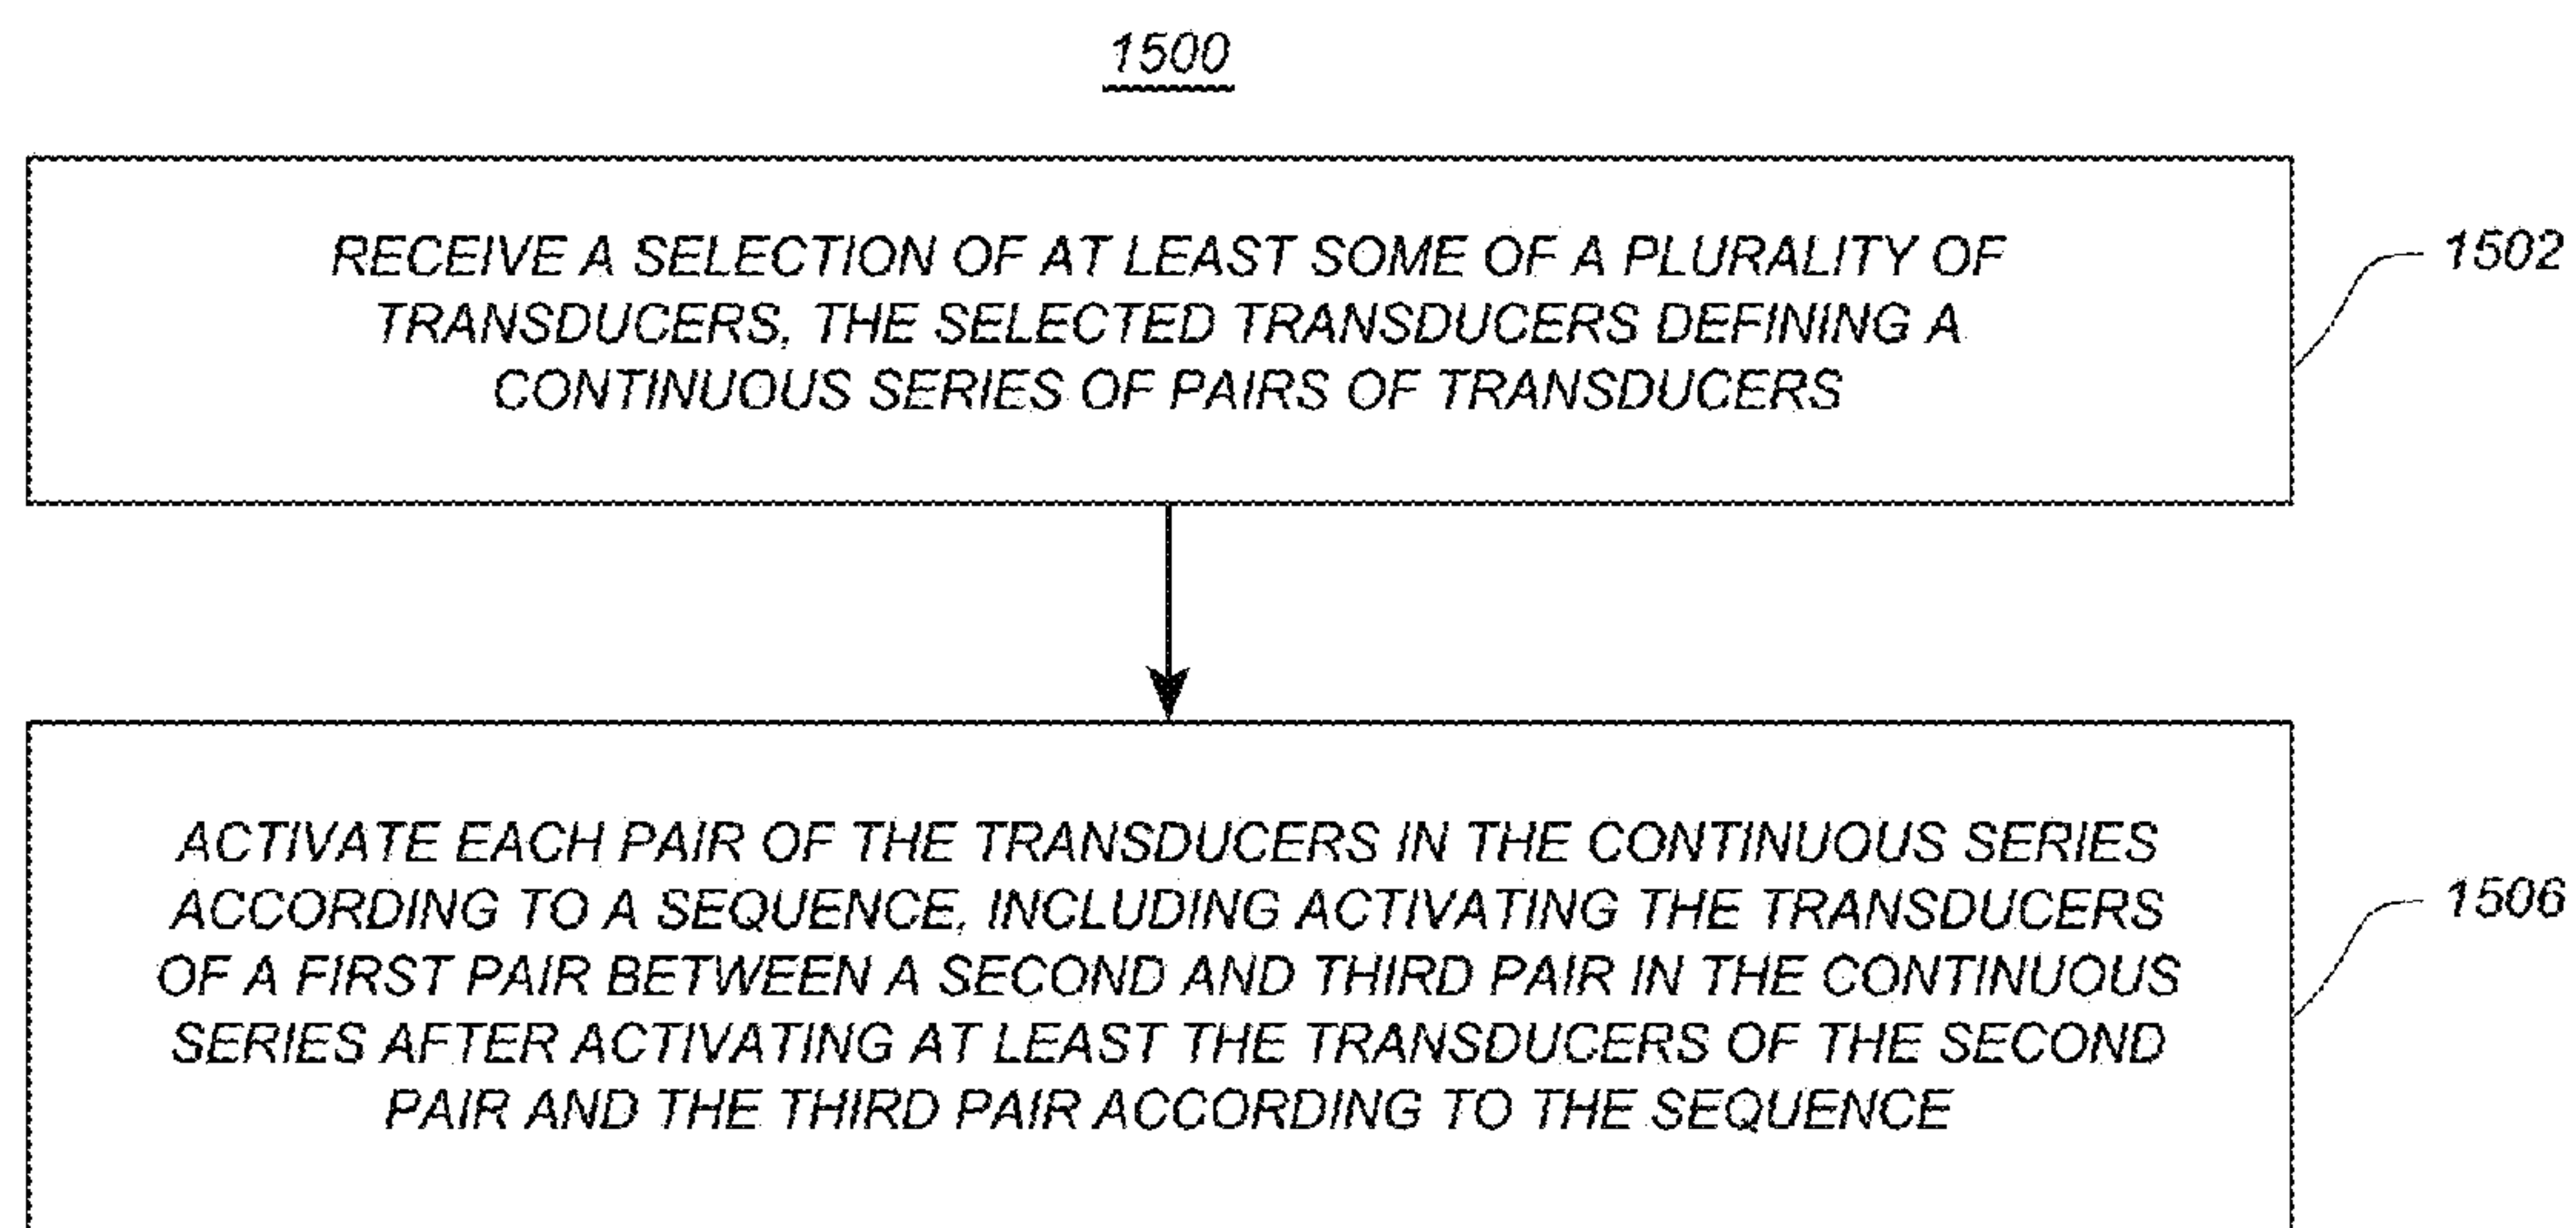 1500
RECEIVE A SELECTION OF AT LEAST SOME OF A PLURALITY OF
TRANSDUCERS, THE SELECTED TRANSDUCERS DEFINING A
CONTINUOUS SERIES OF PAIRS OF TRANSDUCERS
1502
ACTIVATE EACH PAIR OF THE TRANSDUCERS IN THE CONTINUOUS SERIES
ACCORDING TO A SEQUENCE, INCLUDING ACTIVATING THE TRANSDUCERS
OF A FIRST PAIR BETWEEN A SECOND AND THIRD PAIR IN THE CONTINUOUS
SERIES AFTER ACTIVATING AT LEAST THE TRANSDUCERS OF THE SECOND
PAIR AND THE THIRD PAIR ACCORDING TO THE SEQUENCE
1506